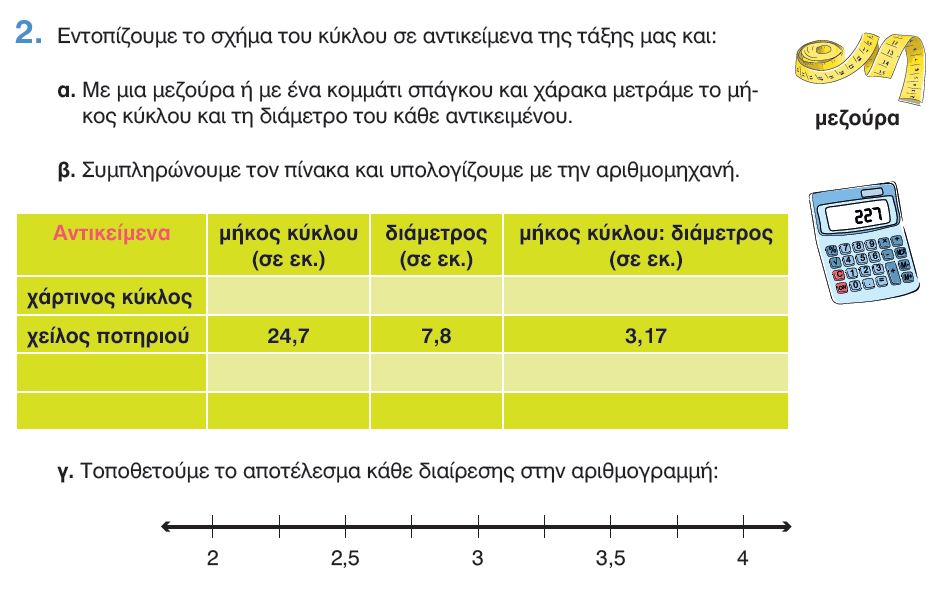 2. Εντοπίζουμε το σχήμα του κύκλου σε αντικείμενα της τάξης μας και:
α. Με μια μεζούρα ή με ένα κομμάτι σπάγκου και χάρακα μετράμε το μή-
κος κύκλου και τη διάμετρο του κάθε αντικειμένου.
μεζούρα
β. Συμπληρώνουμε τον πίνακα και υπολογίζουμε με την αριθμομηχανή.
227
Αντικείμενα μήκος κύκλου (σε εκ.) διάμετρος (σε εκ.) μήκος κύκλου: διάμετρος (σε εκ.)
χάρτινος κύκλος
χείλος ποτηριού 24,7 7,8 3,17
γ. Τοποθετούμε το αποτέλεσμα κάθε διαίρεσης στην αριθμογραμμή:
2 2,5 3 3,5 4